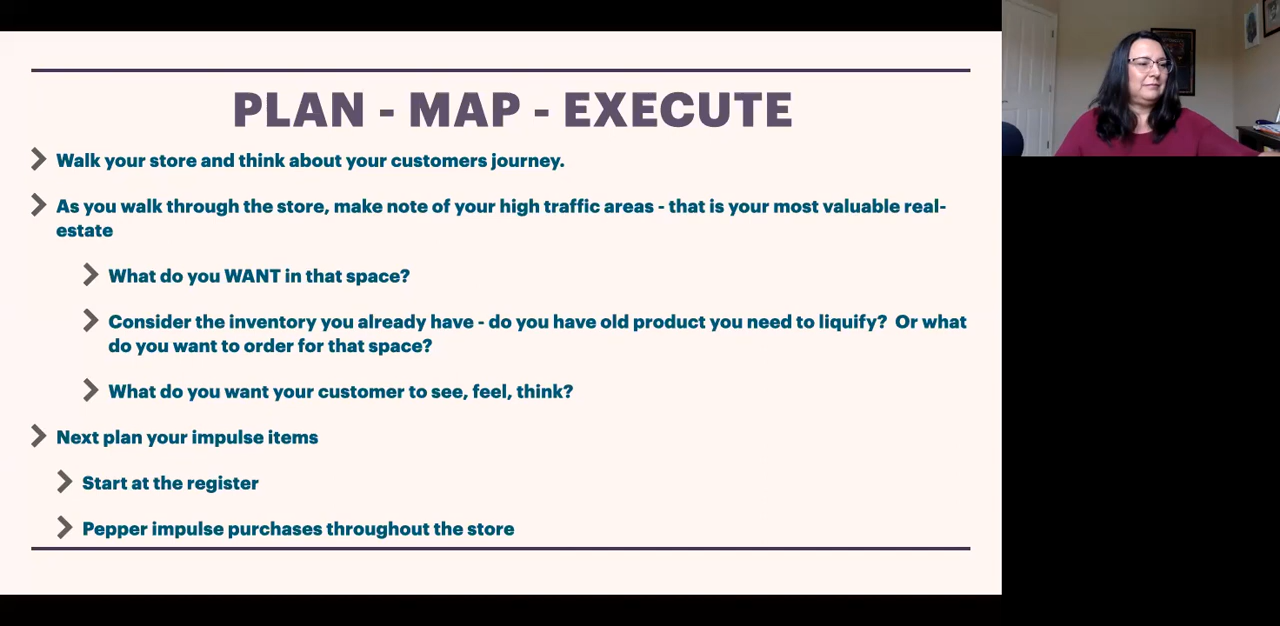 PLAN - MAP - EXECUTE
Walk your store and think about your customers journey.
As you walk through the store, make note of your high traffic areas - that is your most valuable real-
estate
What do you WANT in that space?
Consider the inventory you already have - do you have old product you need to liquify?  Or what
do you want to order for that space?
What do you want your customer to see, feel, think?
Next plan your impulse items
Start at the register
Pepper impulse purchases throughout the store